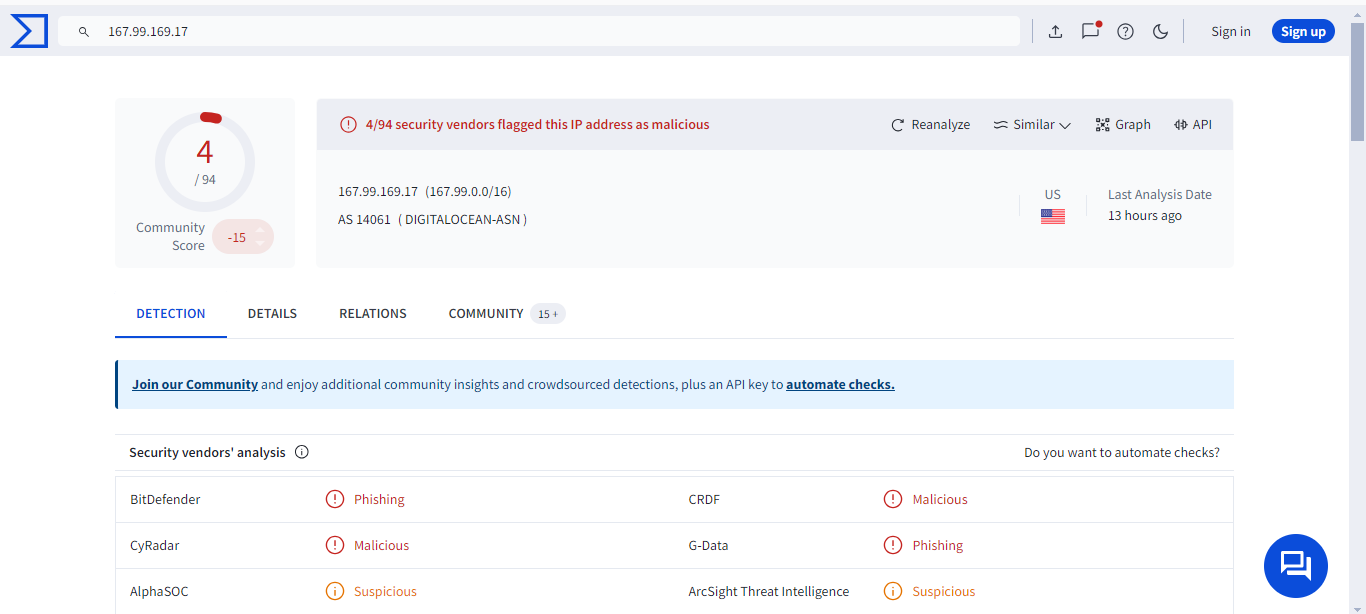 167.99.169.17
Sign in
Sign up
4/94 security vendors flagged this IP address as malicious
Reanalyze
Similar
Graph
API
4
/ 94
Community Score
-15
167.99.169.17 (167.99.0.0/16)
AS 14061 ( DIGITALOCEAN-ASN )
US
Last Analysis Date
13 hours ago
DETECTION
DETAILS
RELATIONS
COMMUNITY 15 +
Join our Community and enjoy additional community insights and crowdsourced detections, plus an API key to automate checks.
Security vendors' analysis
Do you want to automate checks?
BitDefender Phishing CRDF Malicious
CyRadar Malicious G-Data Phishing
AlphaSOC Suspicious ArcSight Threat Intelligence Suspicious